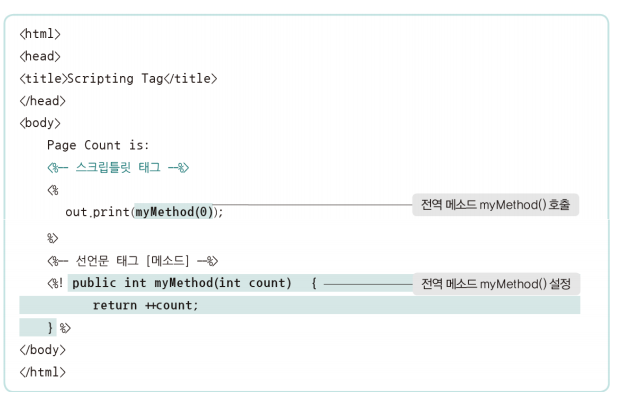 <html>
<head>
<title>Scripting Tag</title>
</head>
<body>
Page Count is:
<%-- 스크립틀릿 태그 --%>
<%
out.print(myMethod(0));
전역 메소드 myMethod() 호출
%>
<%-- 선언문 태그 [메소드] --%>
<%! public int myMethod(int count) {
전역 메소드 myMethod() 설정
return ++count;
} %>
</body>
</html>